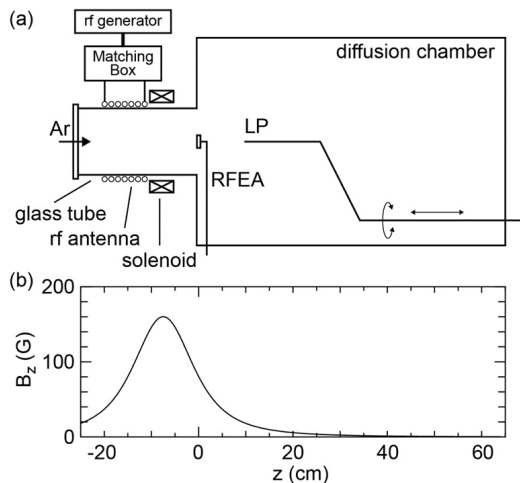 (a)
rf generator
Matching
Box
diffusion chamber
Ar
LP
RFEA
glass tube
rf antenna
solenoid
(b)
200
100
0
Bz (G)
-20
0
20
40
60
z (cm)